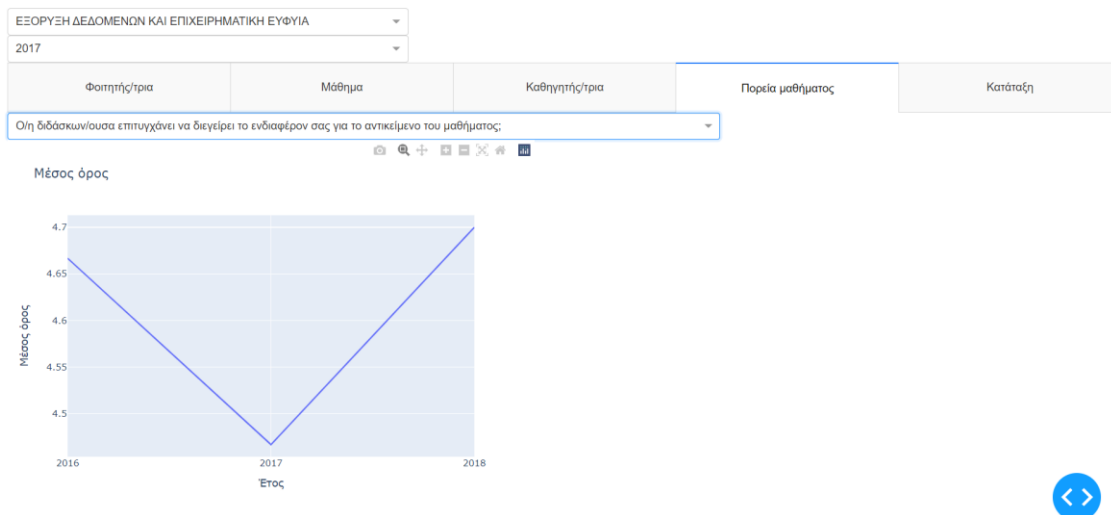 ΕΞΟΡΥΞΗ ΔΕΔΟΜΕΝΩΝ ΚΑΙ ΕΠΙΧΕΙΡΗΜΑΤΙΚΗ ΕΥΦΥΙΑ
2017
Φοιτητής/τρια
Μάθημα
Καθηγητής/τρια
Πορεία μαθήματος
Κατάταξη
Ο/η διδάσκων/ουσα επιτυγχάνει να διεγείρει το ενδιαφέρον σας για το αντικείμενο του μαθήματος;
Μέσος όρος
4.7
4.65
4.6
4.55
4.5
Μέσος όρος
2016
2017
2018
Έτος